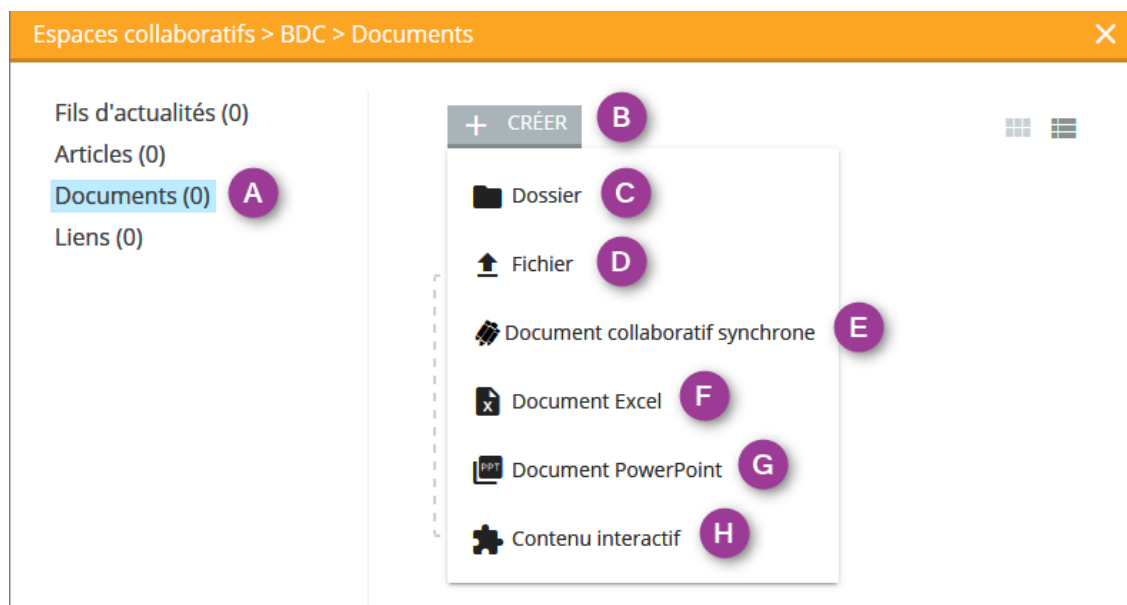 Espaces collaboratifs > BDC > Documents
Fils d'actualités (0)
Articles (0)
Documents (0) A
Liens (0)
+ CRÉER B
Dossier C
Fichier D
Document collaboratif synchrone E
X Document Excel F
PPT Document PowerPoint G
Contenu interactif H